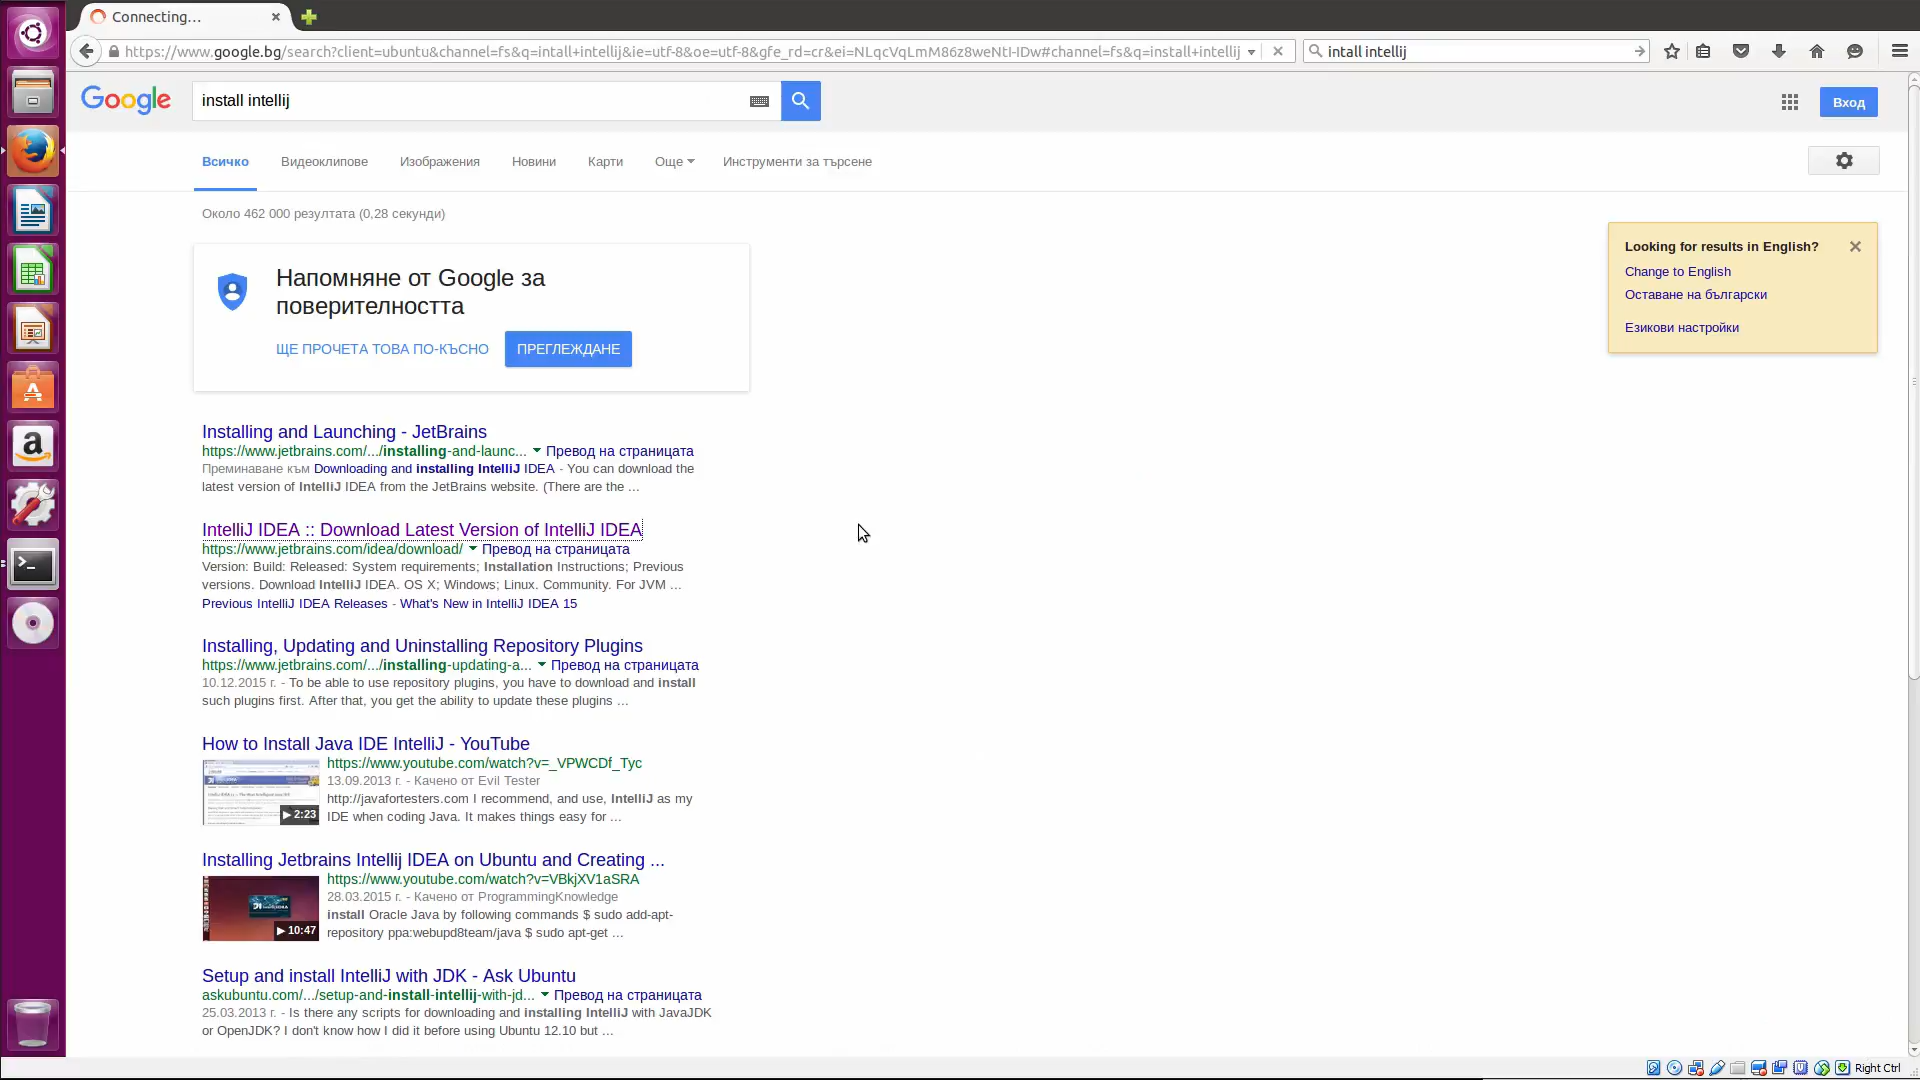 Connecting...
https://www.google.bg/search?client=ubuntu&channel=fs&q=intall+intellij&ie=utf-8&oe=utf-8&gfe_rd=cr&ei=NLqcVqLmM86z8weNtI-IDw#channel=fs&q=install+intellij
intall intellij
Google
install intellij
Вход
Всичко Видеоклипове Изображения Новини Карти Още Инструменти за търсене
Около 462 000 резултата (0,28 секунди)
Looking for results in English?
Change to English
Оставане на български
Езикови настройки
Напомняне от Google за
поверителността
ЩЕ ПРОЧЕТА ТОВА ПО-КЪСНО ПРЕГЛЕЖДАНЕ
Installing and Launching - JetBrains
https://www.jetbrains.com/.../installing-and-launc... Превод на страницата
Преминаване към Downloading and installing IntelliJ IDEA - You can download the
latest version of IntelliJ IDEA from the JetBrains website. (There are the ...
IntelliJ IDEA :: Download Latest Version of IntelliJ IDEA
https://www.jetbrains.com/idea/download/ Превод на страницата
Version: Build: Released: System requirements; Installation Instructions; Previous
versions. Download IntelliJ IDEA. OS X; Windows; Linux. Community. For JVM ...
Previous IntelliJ IDEA Releases - What's New in IntelliJ IDEA 15
Installing, Updating and Uninstalling Repository Plugins
https://www.jetbrains.com/.../installing-updating-a... Превод на страницата
10.12.2015 г. - To be able to use repository plugins, you have to download and install
such plugins first. After that, you get the ability to update these plugins ...
How to Install Java IDE IntelliJ - YouTube
https://www.youtube.com/watch?v=_VPWCDf_Tyc
13.09.2013 г. - Качено от Evil Tester
http://javafortesters.com I recommend, and use, IntelliJ as my
IDE when coding Java. It makes things easy for ...
2:23
Installing Jetbrains Intellij IDEA on Ubuntu and Creating ...
https://www.youtube.com/watch?v=VBkjXV1aSRA
28.03.2015 г. - Качено от ProgrammingKnowledge
install Oracle Java by following commands $ sudo add-apt-
repository ppa:webupd8team/java $ sudo apt-get ...
10:47
Setup and install IntelliJ with JDK - Ask Ubuntu
askubuntu.com/.../setup-and-install-intellij-with-jd... Превод на страницата
25.03.2013 г. - Is there any scripts for downloading and installing IntelliJ with JavaJDK
or OpenJDK? I don't know how I did it before using Ubuntu 12.10 but ...
Right Ctrl